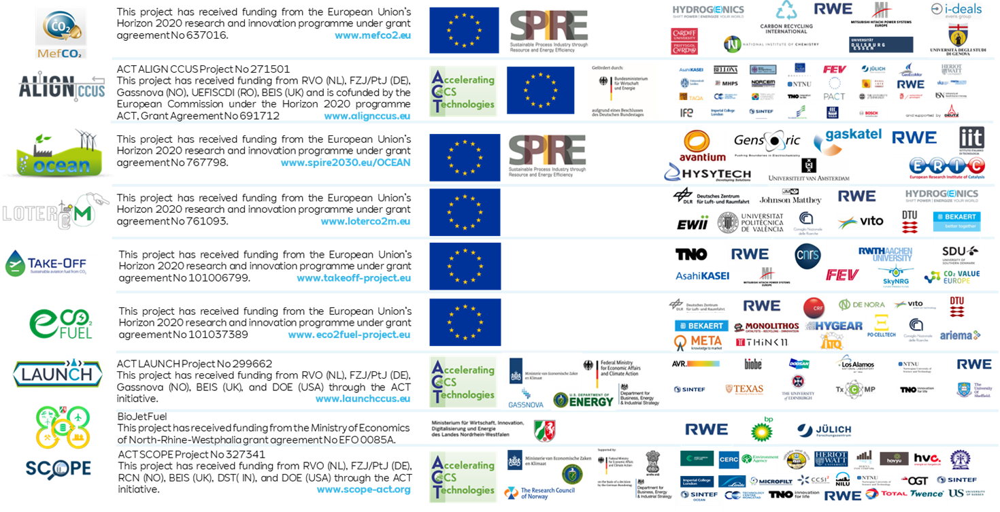 CO2
MefCO2
This project has received funding from the European Union's
Horizon 2020 research and innovation programme under grant
agreement No 637016. www.mefco2.eu
SPIRE
Sustainable Process Industry through
Resource and Energy Efficiency
HYDROGENICS
SHIFT POWER | ENERGIZE YOUR WORLD
CARBON RECYCLING
INTERNATIONAL
RWE
MITSUBISHI HITACHI POWER SYSTEMS
EUROPE
i-deals
everis group
CARDIFF
UNIVERSITY
PRIFYSGOL
CAERDYDD
NATIONAL INSTITUTE OF CHEMISTRY
UNIVERSITÄT
DUISBURG
ESSEN
UNIVERSITÀ DEGLI STUDI
DI GENOVA
ALIGN CCUS
ACT ALIGN CCUS Project No 271501
This project has received funding from RVO (NL), FZJ/PtJ (DE),
Gassnova (NO), UEFISCDI (RO), BEIS (UK) and is cofunded by the
European Commission under the Horizon 2020 programme
ACT, Grant Agreement No 691712 www.alignccus.eu
Accelerating
CCS
Technologies
Gefördert durch:
Bundesministerium
für Wirtschaft
und Energie
aufgrund eines Beschlusses
des Deutschen Bundestages
AsahiKASEI
BELLONA
FEV
JÜLICH
GeoEcoMar
HERIOT
WATT
MHPS
NORCEM
NTNU
RWE
TAQA
TNO
PACT
IFE
Imperial College
London
SINTEF
YARA
BOSCH
and supported by DEUTZ
ocean
This project has received funding from the European Union's
Horizon 2020 research and innovation programme under grant
agreement No 767798. www.spire2030.eu/OCEAN
SPIRE
Sustainable Process Industry through
Resource and Energy Efficiency
avantium
GensOric
Pushing Boundaries in Electrochemistry
gaskatel
RWE
iit
ISTITUTO ITALIANO
DI TECNOLOGIA
HYSYTECH
Developing Solutions
UNIVERSITEIT VAN AMSTERDAM
ERIC
European Research Institute of Catalysis
LOTERCO2M
This project has received funding from the European Union's
Horizon 2020 research and innovation programme under grant
agreement No 761093. www.loterco2m.eu
DLR
Deutsches Zentrum
für Luft- und Raumfahrt
JM
Johnson Matthey
RWE
HYDROGENICS
SHIFT POWER | ENERGIZE YOUR WORLD
EWII
UNIVERSITAT
POLITÈCNICA
DE VALÈNCIA
Consiglio Nazionale
delle Ricerche
vito
DTU
BEKAERT
better together
TAKE-OFF
Sustainable aviation fuel from CO2
This project has received funding from the European Union's
Horizon 2020 research and innovation programme under grant
agreement No 101006799. www.takeoff-project.eu
TNO
RWE
cnrs
RWTHAACHEN
UNIVERSITY
SDU
UNIVERSITY OF
SOUTHERN DENMARK
AsahiKASEI
MITSUBISHI HITACHI POWER SYSTEMS
EUROPE
FEV
SkyNRG
CO2 VALUE
EUROPE
eCO2
FUEL
This project has received funding from the European Union's
Horizon 2020 research and innovation programme under grant
agreement No 101037389 www.eco2fuel-project.eu
DLR
Deutsches Zentrum
für Luft- und Raumfahrt
RWE
CRF
DE NORA
vito
DTU
BEKAERT
MONOLITHOS
CATALYSTS - RECYCLING - INNOVATION
HYGEAR
PO-CELLTECH
Consiglio Nazionale
delle Ricerche
ariema
META
knowledge to market
THiNK11
ITQ
LAUNCH
ACT LAUNCH Project No 299662
This project has received funding from RVO (NL), FZJ/PtJ (DE),
Gassnova (NO), BEIS (UK), and DOE (USA) through the ACT
initiative. www.launchccus.eu
Accelerating
CCS
Technologies
Ministerie van Economische Zaken
en Klimaat
Federal Ministry
for Economic Affairs
and Climate Action
GASSNOVA
U.S. DEPARTMENT OF
ENERGY
Department for
Business, Energy
& Industrial Strategy
AVR
biobe
DOOSAN
Los Alamos
NATIONAL LABORATORY
NTNU
Norwegian University of
Science and Technology
RWE
SINTEF
TEXAS
THE UNIVERSITY
of EDINBURGH
TxCMP
TNO innovation
for life
The
University
Of
Sheffield.
BioJetFuel
This project has received funding from the Ministry of Economics
of North-Rhine-Westphalia grant agreement No EFO 0085A.
Ministerium für Wirtschaft, Innovation,
Digitalisierung und Energie
des Landes Nordrhein-Westfalen
RWE
bp
JÜLICH
Forschungszentrum
SCOPE
ACT SCOPE Project No 327341
This project has received funding from RVO (NL), FZJ/PtJ (DE),
RCN (NO), BEIS (UK), DST( IN), and DOE (USA) through the ACT
initiative. www.scope-act.org
Accelerating
CCS
Technologies
Ministerie van Economische Zaken
en Klimaat
Supported by:
Federal Ministry
for Economic Affairs
and Climate Action
on the basis of a decision
by the German Bundestag
The Research Council
of Norway
Department for
Business, Energy
& Industrial Strategy
CERC
Environment
Agency
HERIOT
WATT
UNIVERSITY
hovyu
hvc.
Imperial College
London
Linde
MICROFILT
CCSI2
NILU
NTNU
Norwegian University of
Science and Technology
OGT
SINTEF
SINTEF
OCEAN
TECHNOLOGY
CENTRE
MONGSTAD
TNO innovation
for life
RWE
TOTAL
Twence
US UNIVERSITY
OF SUSSEX